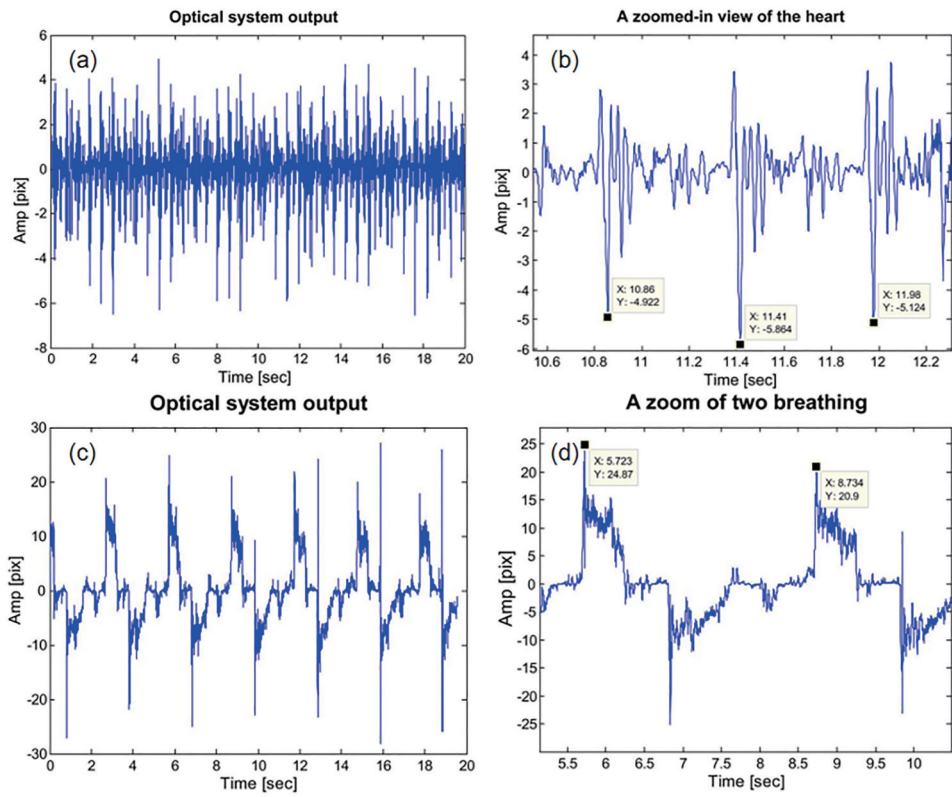 Optical system output
(a)
6
4
2
0
-2
-4
-6
-8
Amp [pix]
0 2 4 6 8 10 12 14 16 18 20
Time [sec]
A zoomed-in view of the heart
(b)
4
3
2
1
0
-1
-2
-3
-4
-5
-6
Amp [pix]
X: 10.86
Y: -4.922
X: 11.41
Y: -5.864
X: 11.98
Y: -5.124
10.6 10.8 11 11.2 11.4 11.6 11.8 12 12.2
Time [sec]
Optical system output
(c)
30
20
10
0
-10
-20
-30
Amp [pix]
0 2 4 6 8 10 12 14 16 18 20
Time [sec]
A zoom of two breathing
(d)
25
20
15
10
5
0
-5
-10
-15
-20
-25
Amp [pix]
X: 5.723
Y: 24.87
X: 8.734
Y: 20.9
5.5 6 6.5 7 7.5 8 8.5 9 9.5 10
Time [sec]